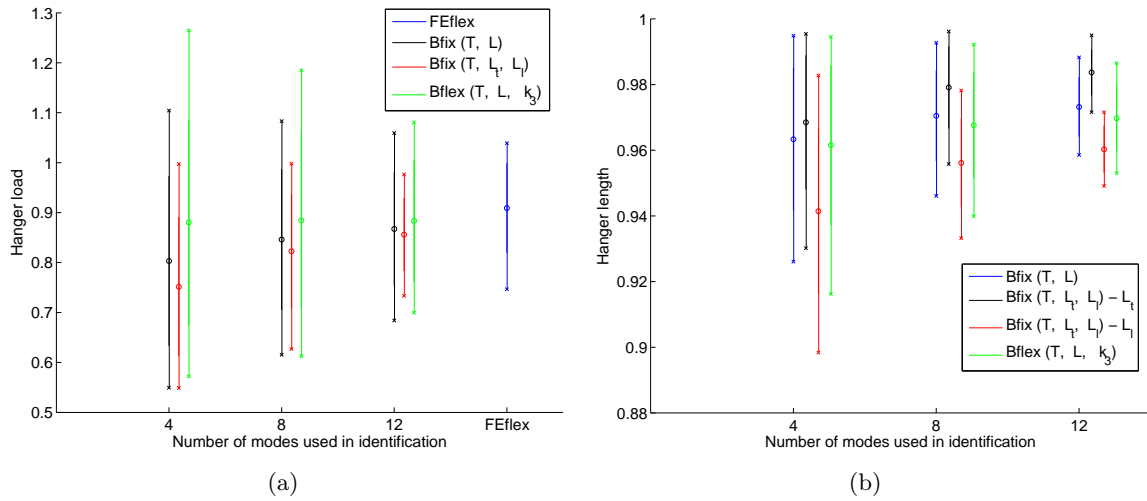 1.3
1.2
1.1
1
0.9
0.8
0.7
0.6
0.5
Hanger load
FEflex
Bfix (T, L)
Bfix (T, L_t, L_l)
Bflex (T, L, k_3)
4 8 12 FEflex
Number of modes used in identification
(a)
1
0.98
0.96
0.94
0.92
0.9
0.88
Hanger length
Bfix (T, L)
Bfix (T, L_t, L_l) – L_t
Bfix (T, L_t, L_l) – L_l
Bflex (T, L, k_3)
4 8 12
Number of modes used in identification
(b)